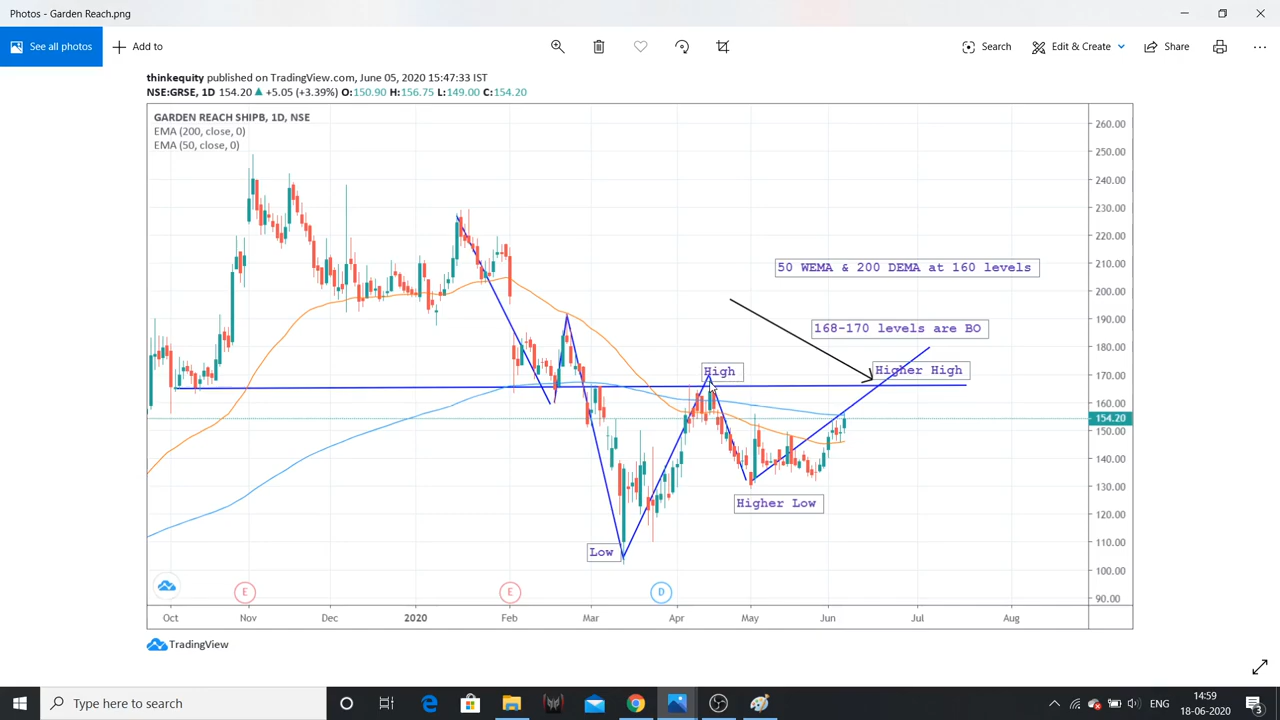 Photos - Garden Reach.png
See all photos
Add to
Search
Edit & Create
Share
thinkequity published on TradingView.com, June 05, 2020 15:47:33 IST
NSE:GRSE, 1D 154.20 ▲ +5.05 (+3.39%) O:150.90 H:156.75 L:149.00 C:154.20
GARDEN REACH SHIPB, 1D, NSE
EMA (200, close, 0)
EMA (50, close, 0)
260.00
250.00
240.00
230.00
220.00
210.00
200.00
190.00
180.00
170.00
160.00
154.20
150.00
140.00
130.00
120.00
110.00
100.00
90.00
50 WEMA & 200 DEMA at 160 levels
168-170 levels are BO
High
Higher High
Higher Low
Low
E
E
D
Oct Nov Dec 2020 Feb Mar Apr May Jun Jul Aug
TradingView
Type here to search
ENG
14:59
18-06-2020
3